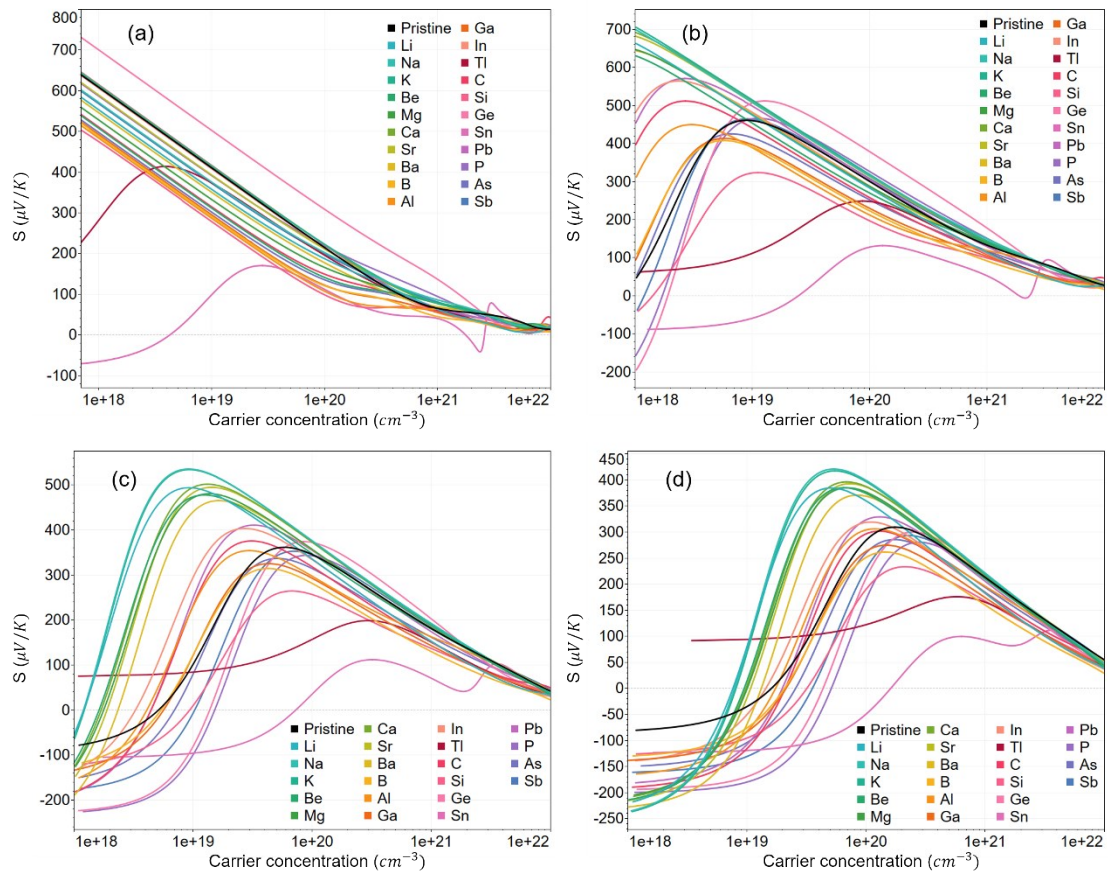 (a)
800
700
600
500
400
300
200
100
0
-100
S (μV/K)
1e+18 1e+19 1e+20 1e+21 1e+22
Carrier concentration (cm⁻³)
Pristine Ga
Li In
Na Tl
K C
Be Si
Mg Ge
Ca Sn
Sr Pb
Ba P
B As
Al Sb
(b)
700
600
500
400
300
200
100
0
-100
-200
S (μV/K)
1e+18 1e+19 1e+20 1e+21 1e+22
Carrier concentration (cm⁻³)
Pristine Ga
Li In
Na Tl
K C
Be Si
Mg Ge
Ca Sn
Sr Pb
Ba P
B As
Al Sb
(c)
500
400
300
200
100
0
-100
-200
S (μV/K)
1e+18 1e+19 1e+20 1e+21 1e+22
Carrier concentration (cm⁻³)
Pristine Ca In Pb
Li Sr Tl P
Na Ba C As
K B Si Sb
Be Al Ge
Mg Ga Sn
(d)
450
400
350
300
250
200
150
100
50
0
-50
-100
-150
-200
-250
S (μV/K)
1e+18 1e+19 1e+20 1e+21 1e+22
Carrier concentration (cm⁻³)
Pristine Ca In Pb
Li Sr Tl P
Na Ba C As
K B Si Sb
Be Al Ge
Mg Ga Sn